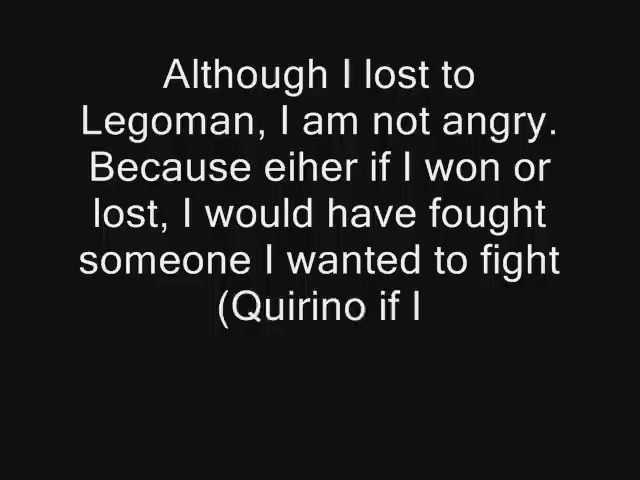 Although I lost to
Legoman, I am not angry.
Because eiher if I won or
lost, I would have fought
someone I wanted to fight
(Quirino if I